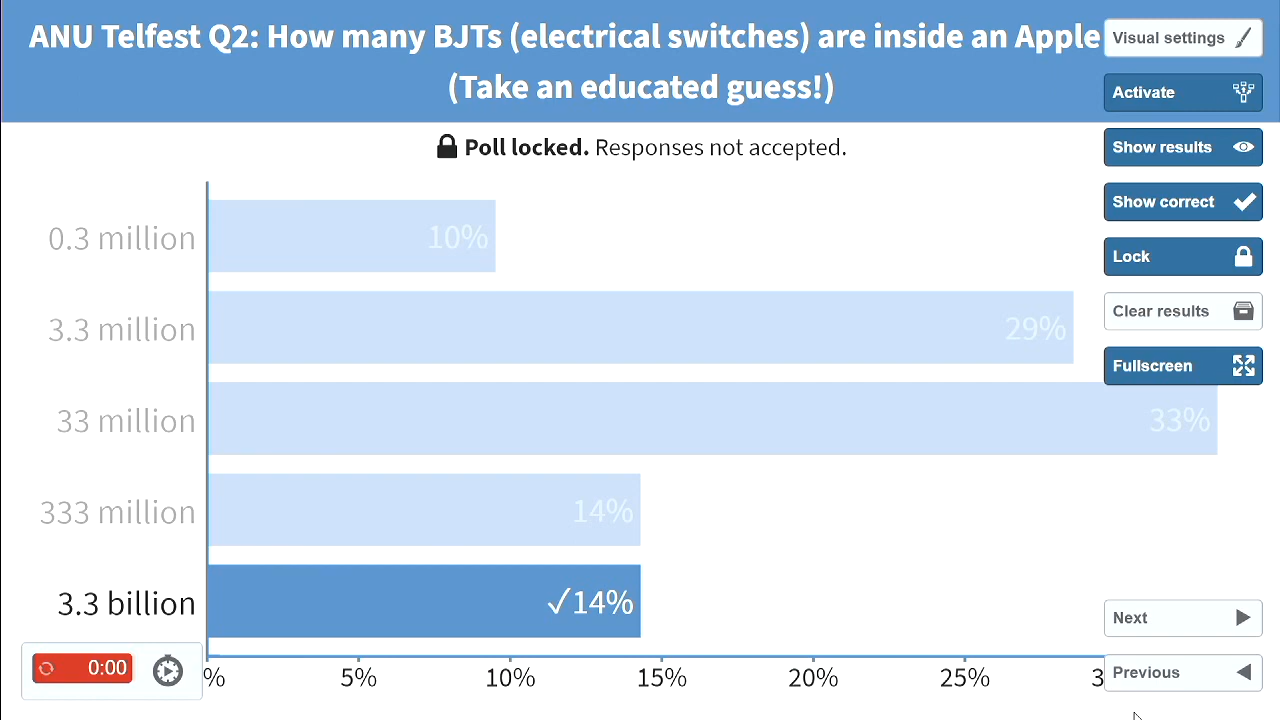 ANU Telfest Q2: How many BJTs (electrical switches) are inside an Apple
(Take an educated guess!)
Visual settings
Activate
Poll locked. Responses not accepted.
Show results
Show correct
Lock
Clear results
Fullscreen
0.3 million 10%
3.3 million 29%
33 million 33%
333 million 14%
3.3 billion ✓14%
Next
Previous
0:00
% 5% 10% 15% 20% 25% 3